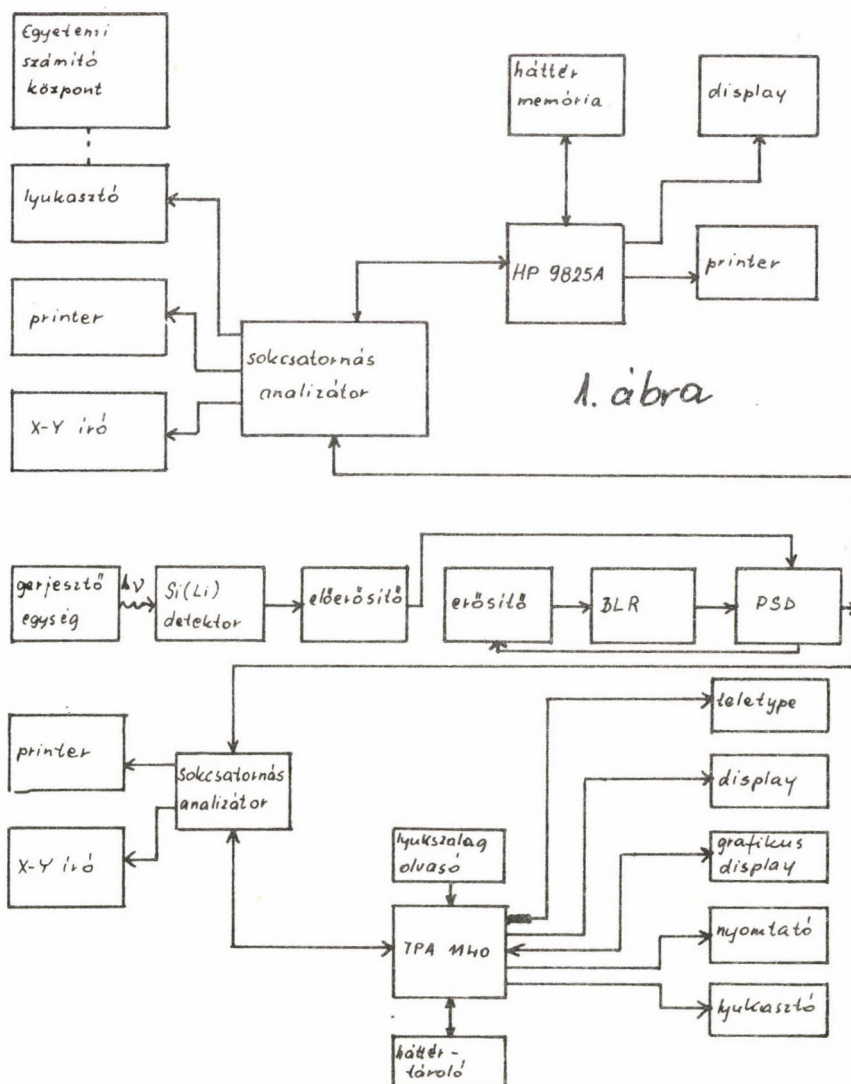 Egyetemi
számító
központ
háttér
memória
display
lyukasztó
HP 9825A
printer
printer
sokcsatornás
analizátor
1. ábra
X-Y író
gerjesztő
egység
hν
Si(Li)
detektor
előerősítő
erősítő
BLR
PSD
teletype
printer
sokcsatornás
analizátor
display
lyukszalag
olvasó
grafikus
display
X-Y író
TPA 1140
nyomtató
lyukasztó
háttér-
tároló